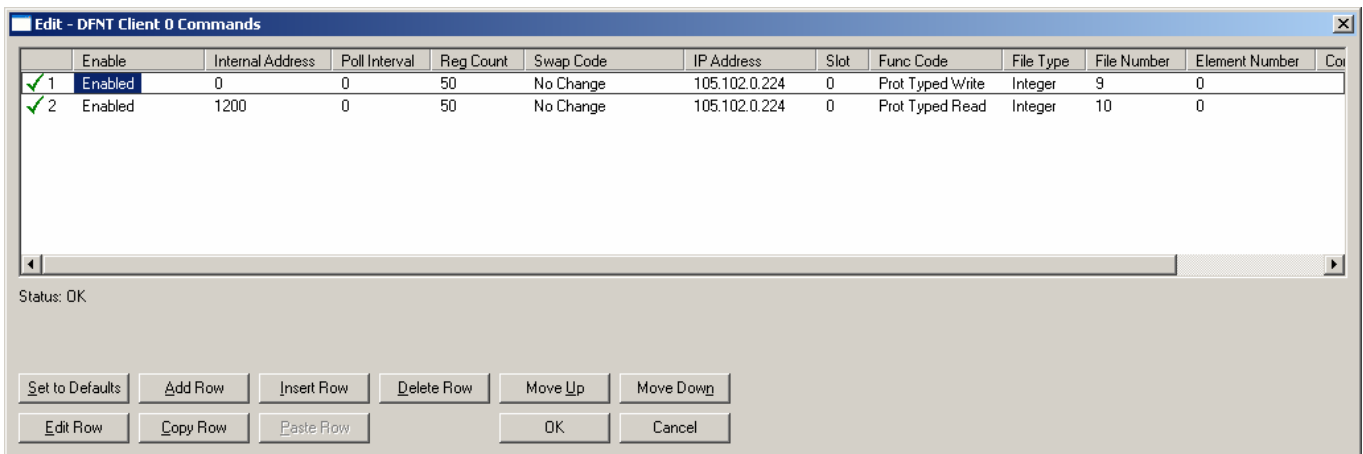 Edit - DFNT Client 0 Commands
Enable Internal Address Poll Interval Reg Count Swap Code IP Address Slot Func Code File Type File Number Element Number
1 Enabled 0 0 50 No Change 105.102.0.224 0 Prot Typed Write Integer 9 0
2 Enabled 1200 0 50 No Change 105.102.0.224 0 Prot Typed Read Integer 10 0
Status: OK
Set to Defaults Add Row Insert Row Delete Row Move Up Move Down
Edit Row Copy Row Paste Row OK Cancel